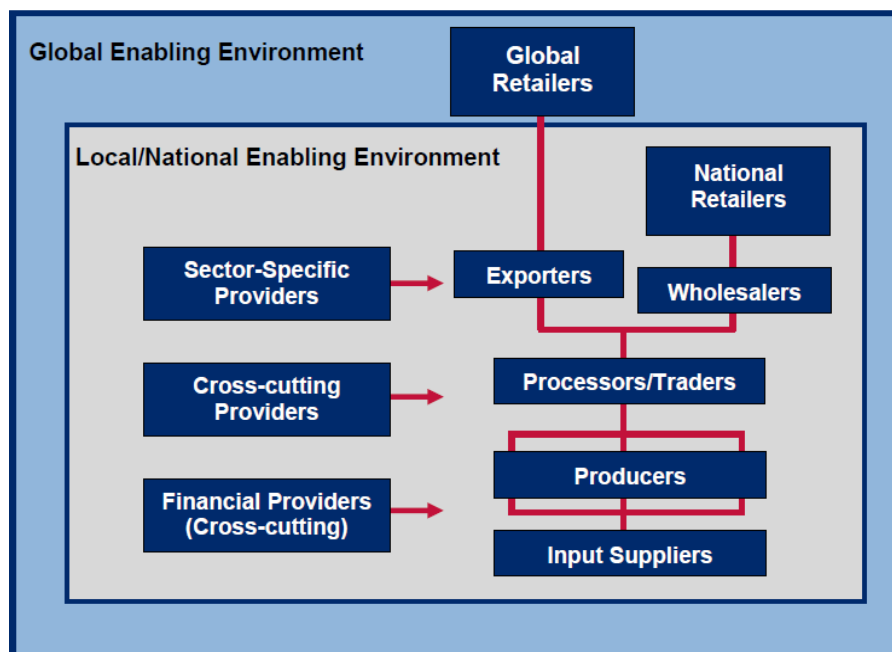 Global Enabling Environment
Global
Retailers
Local/National Enabling Environment
National
Retailers
Sector-Specific
Providers
Exporters
Wholesalers
Cross-cutting
Providers
Processors/Traders
Producers
Financial Providers
(Cross-cutting)
Input Suppliers